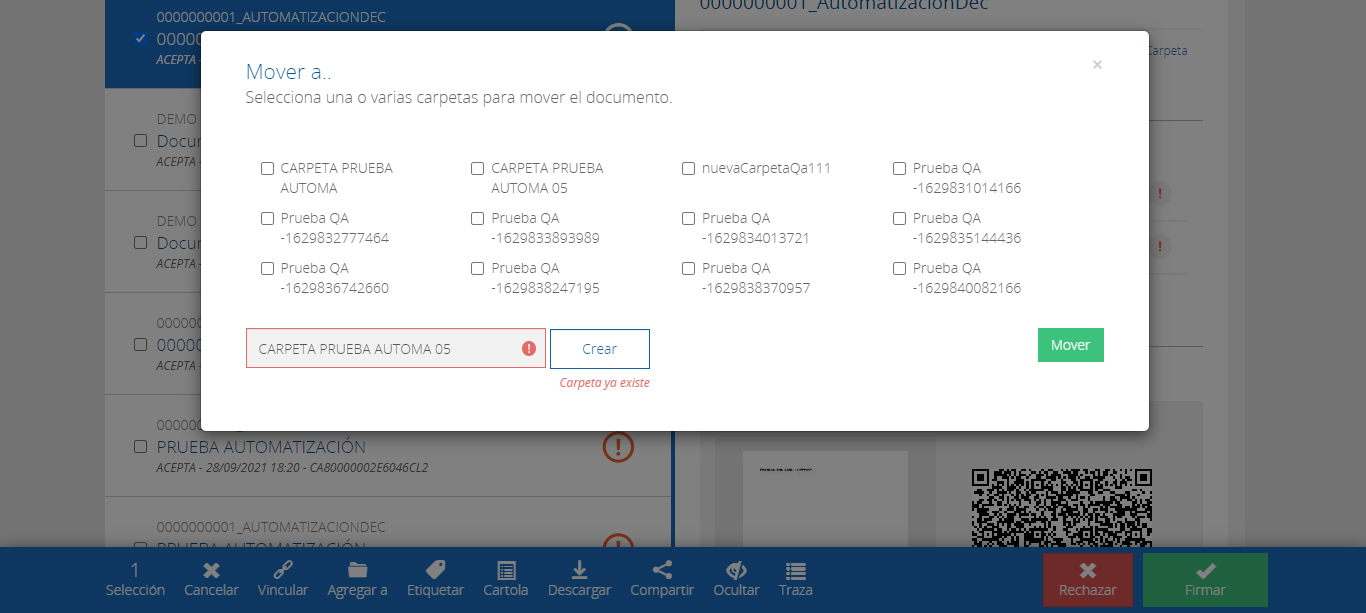 0000000001_AUTOMATIZACIONDEC
0000000001_AutomatizacionDec
ACEPTA -
Carpeta
Mover a..
×
Selecciona una o varias carpetas para mover el documento.
DEMO
Docu
ACEPTA -
CARPETA PRUEBA
AUTOMA
CARPETA PRUEBA
AUTOMA 05
nuevaCarpetaQa111
Prueba QA
-1629831014166
Prueba QA
-1629832777464
Prueba QA
-1629833893989
Prueba QA
-1629834013721
Prueba QA
-1629835144436
Prueba QA
-1629836742660
Prueba QA
-1629838247195
Prueba QA
-1629838370957
Prueba QA
-1629840082166
DEMO
Docu
ACEPTA -
CARPETA PRUEBA AUTOMA 05
Crear
Mover
Carpeta ya existe
00000
0000
ACEPTA -
PRUEBA AUTOMATIZACIÓN
ACEPTA - 28/09/2021 18:20 - CA80000002E6046CL2
0000000001_AUTOMATIZACIONDEC
PRUEBA AUTOMATIZACIÓN
1
Selección
Cancelar
Vincular
Agregar a
Etiquetar
Cartola
Descargar
Compartir
Ocultar
Traza
Rechazar
Firmar